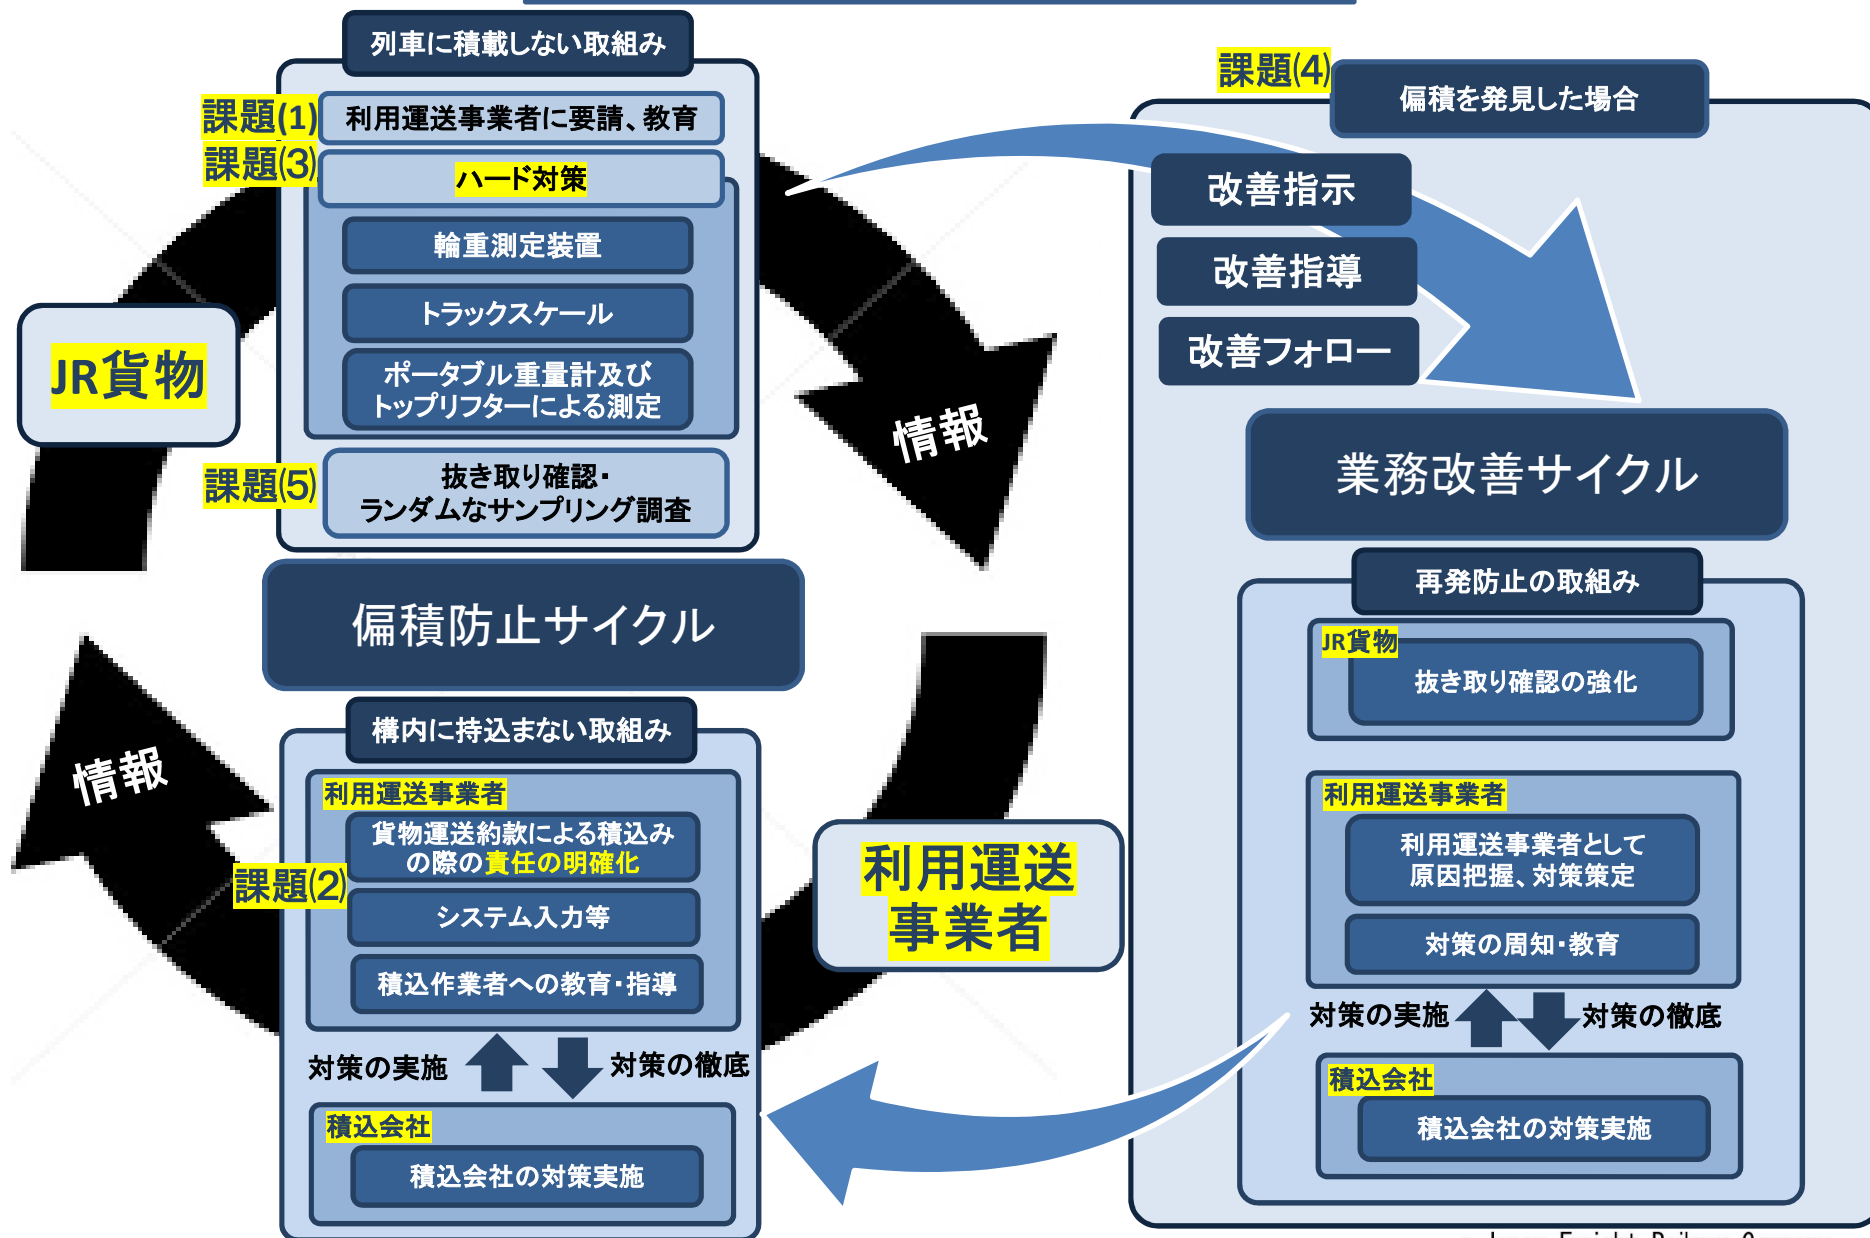 列車に積載しない取組み
課題(1)
利用運送事業者に要請、教育
課題(3)
ハード対策
輪重測定装置
トラックスケール
ポータブル重量計及び
トップリフターによる測定
JR貨物
課題(5)
抜き取り確認・
ランダムなサンプリング調査
情報
偏積防止サイクル
情報
構内に持込まない取組み
利用運送事業者
貨物運送約款による積込み
の際の責任の明確化
課題(2)
システム入力等
積込作業者への教育・指導
利用運送
事業者
対策の実施
対策の徹底
積込会社
積込会社の対策実施
課題(4)
偏積を発見した場合
改善指示
改善指導
改善フォロー
業務改善サイクル
再発防止の取組み
JR貨物
抜き取り確認の強化
利用運送事業者
利用運送事業者として
原因把握、対策策定
対策の周知・教育
対策の実施
対策の徹底
積込会社
積込会社の対策実施